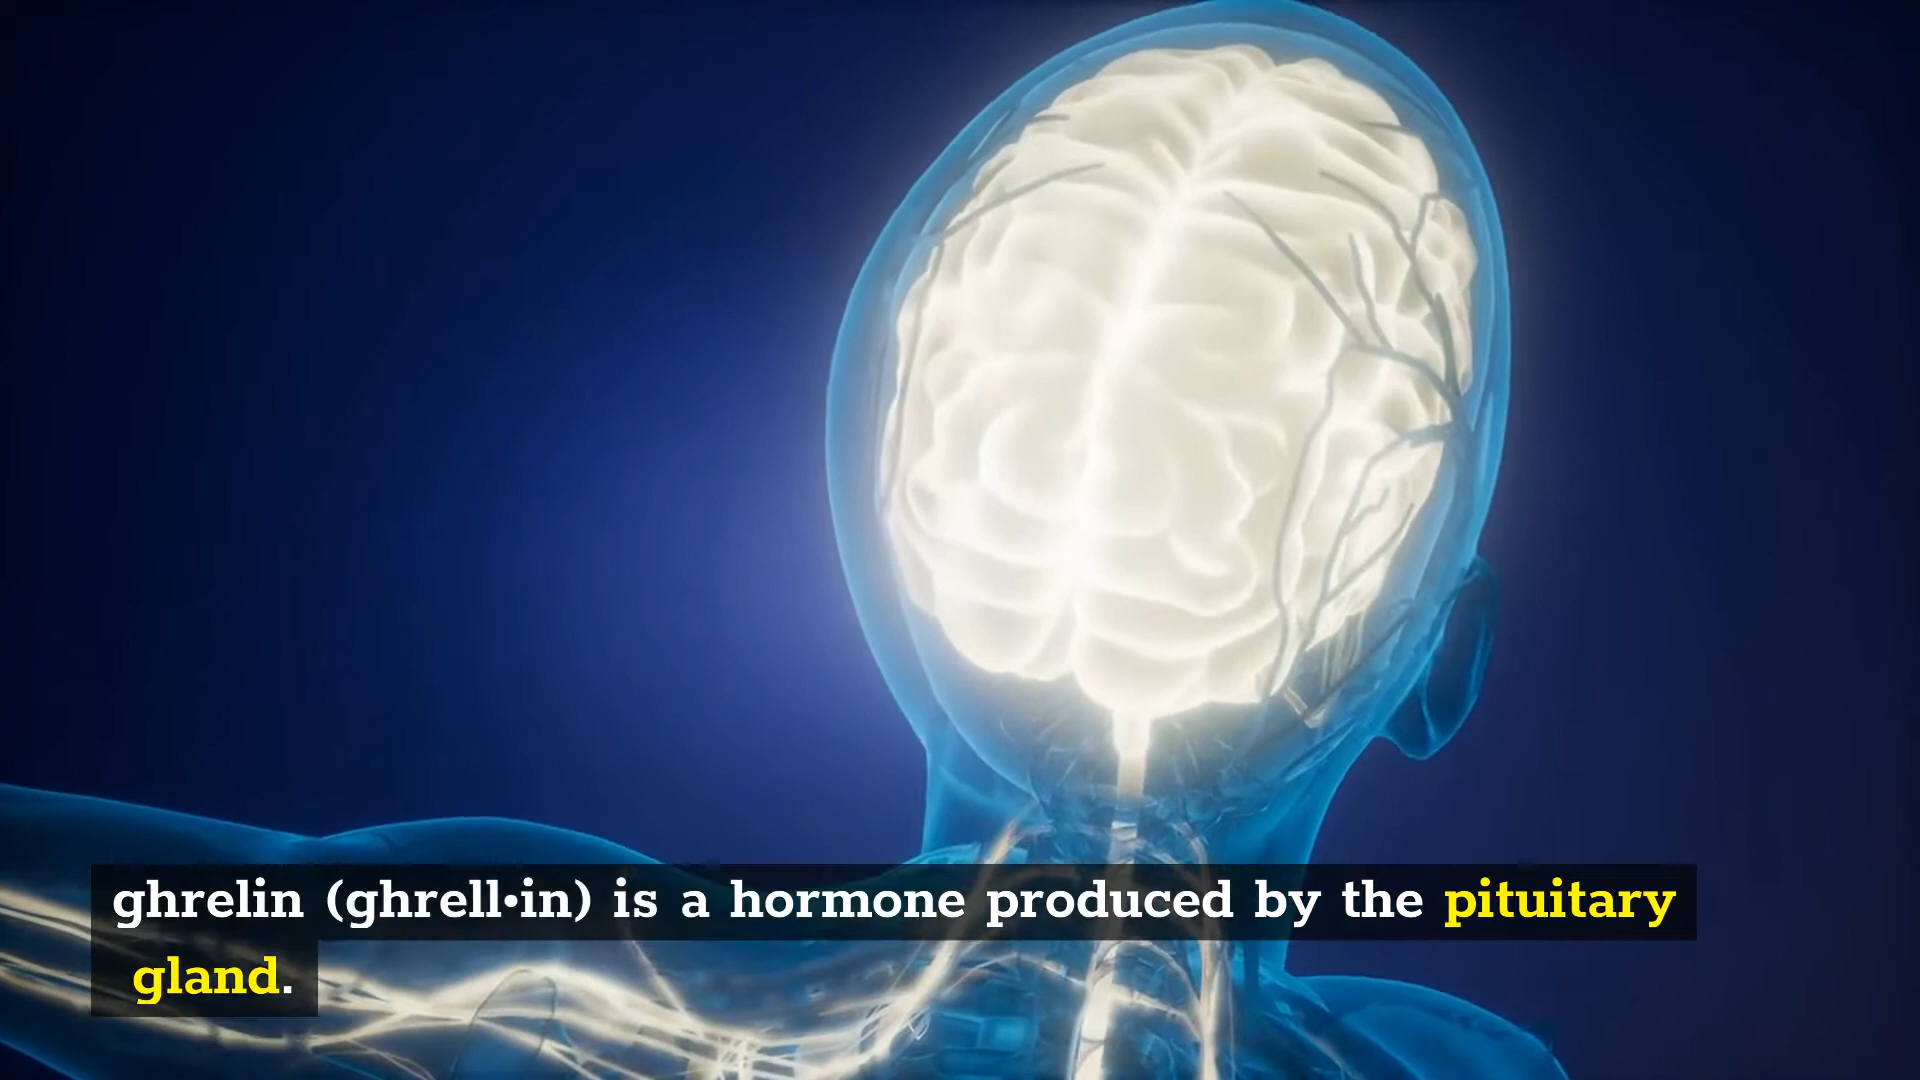 ghrelin (ghrell•in) is a hormone produced by the pituitary
gland.